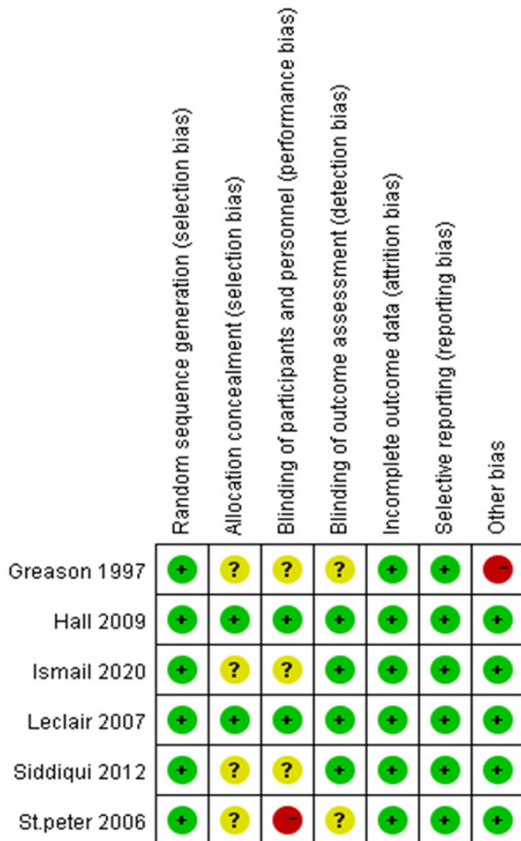 Random sequence generation (selection bias)
Allocation concealment (selection bias)
Blinding of participants and personnel (performance bias)
Blinding of outcome assessment (detection bias)
Incomplete outcome data (attrition bias)
Selective reporting (reporting bias)
Other bias
Greason 1997 + ? ? ? + + -
Hall 2009 + + + + + + +
Ismail 2020 + ? ? + + + +
Leclair 2007 + + + + + + +
Siddiqui 2012 + ? ? + + + +
St.peter 2006 + ? - ? + + +